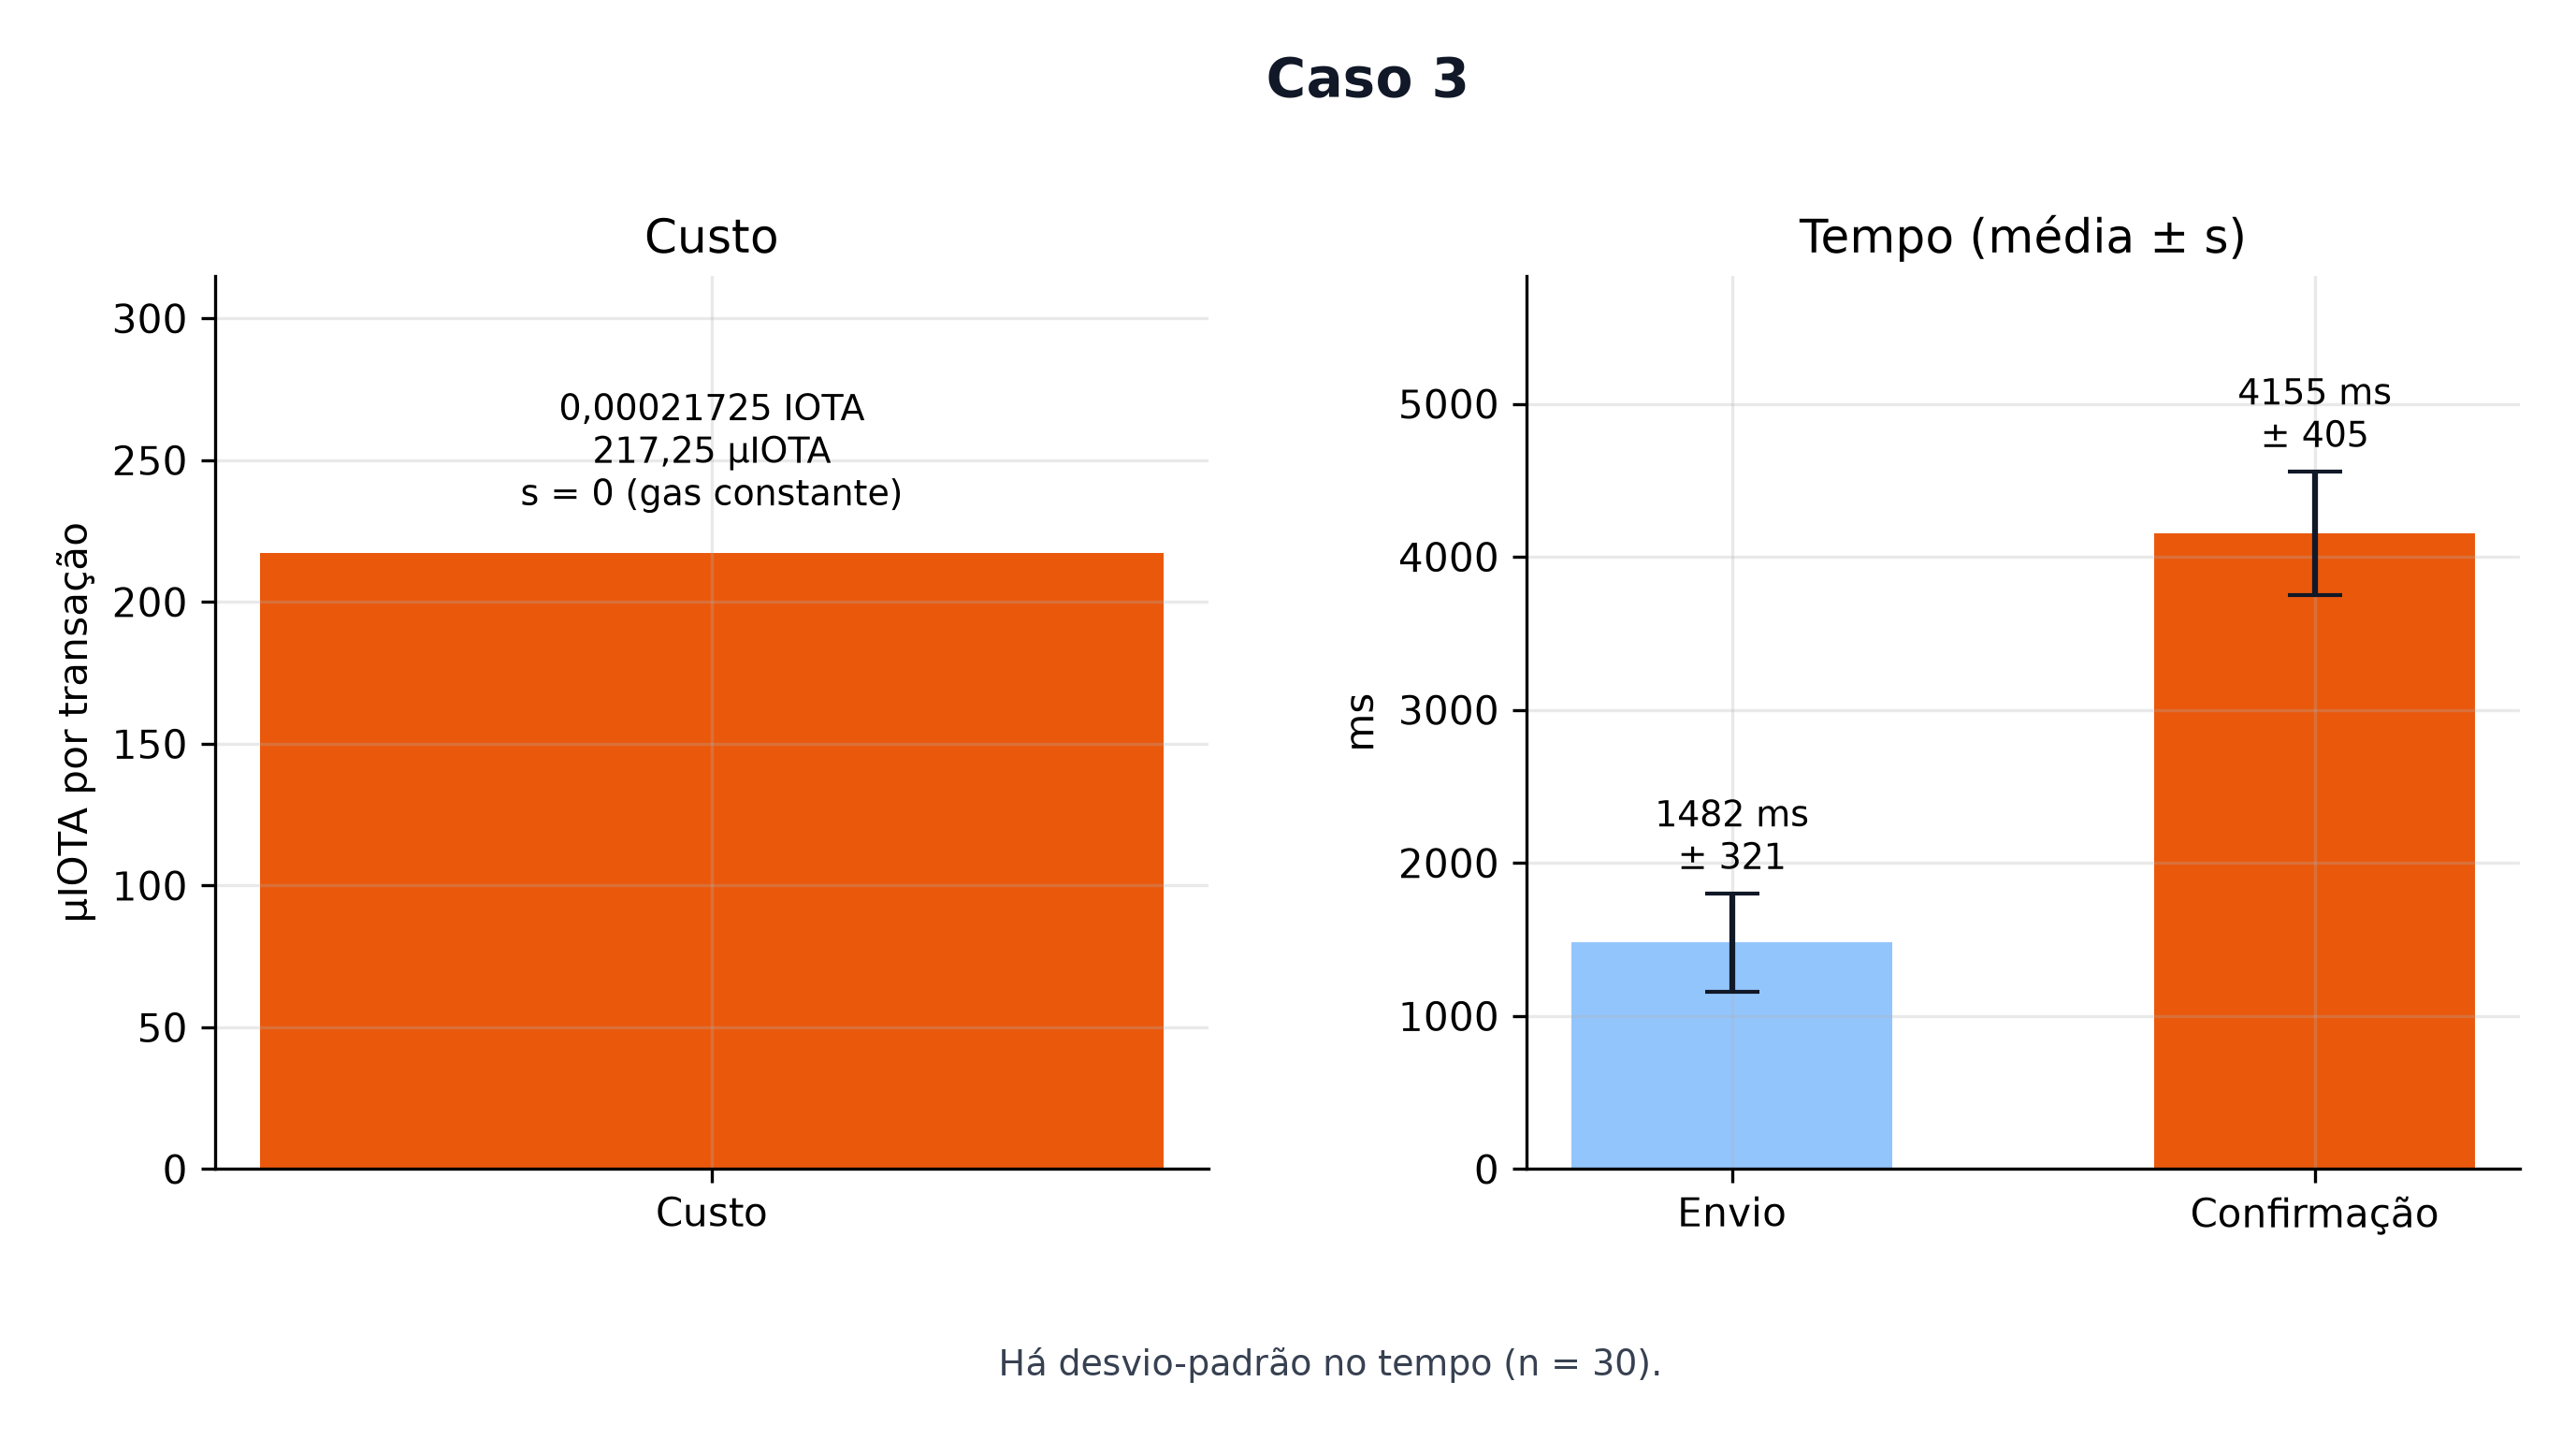 Caso 3
Custo
µIOTA por transação
300
250
200
150
100
50
0
0,00021725 IOTA
217,25 µIOTA
s = 0 (gas constante)
Custo
Tempo (média ± s)
ms
5000
4000
3000
2000
1000
0
1482 ms
± 321
4155 ms
± 405
Envio
Confirmação
Há desvio-padrão no tempo (n = 30).